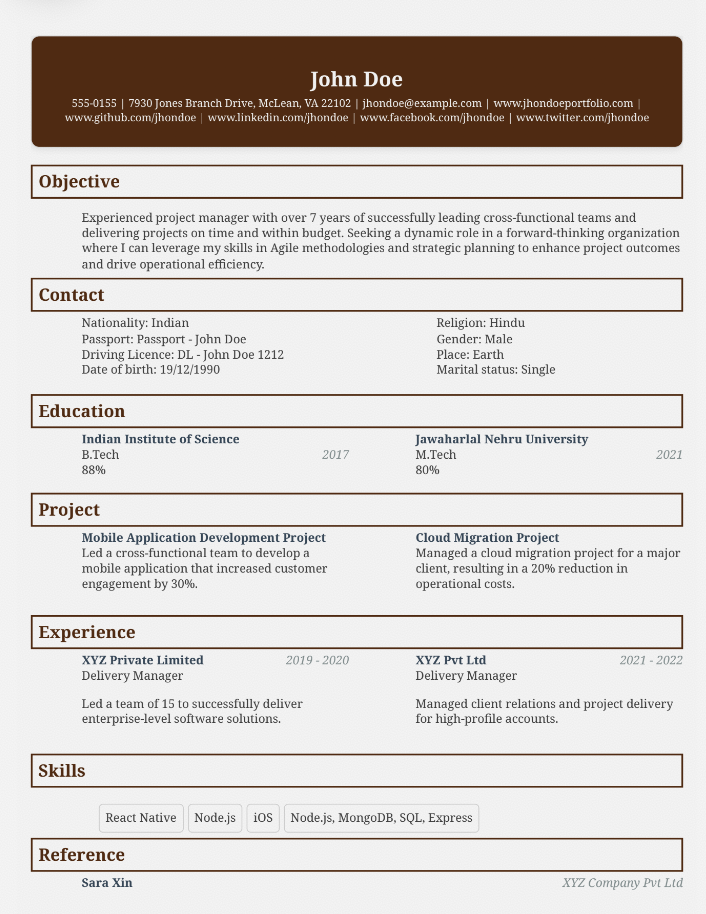 John Doe
555-0155 | 7930 Jones Branch Drive, McLean, VA 22102 | jhondoe@example.com | www.jhondoeportfolio.com |
www.github.com/jhondoe | www.linkedin.com/jhondoe | www.facebook.com/jhondoe | www.twitter.com/jhondoe
Objective
Experienced project manager with over 7 years of successfully leading cross-functional teams and
delivering projects on time and within budget. Seeking a dynamic role in a forward-thinking organization
where I can leverage my skills in Agile methodologies and strategic planning to enhance project outcomes
and drive operational efficiency.
Contact
Nationality: Indian
Passport: Passport - John Doe
Driving Licence: DL - John Doe 1212
Date of birth: 19/12/1990
Religion: Hindu
Gender: Male
Place: Earth
Marital status: Single
Education
Indian Institute of Science
B.Tech 2017
88%
Jawaharlal Nehru University
M.Tech 2021
80%
Project
Mobile Application Development Project
Led a cross-functional team to develop a
mobile application that increased customer
engagement by 30%.
Cloud Migration Project
Managed a cloud migration project for a major
client, resulting in a 20% reduction in
operational costs.
Experience
XYZ Private Limited 2019 - 2020
Delivery Manager
Led a team of 15 to successfully deliver
enterprise-level software solutions.
XYZ Pvt Ltd 2021 - 2022
Delivery Manager
Managed client relations and project delivery
for high-profile accounts.
Skills
React Native Node.js iOS Node.js, MongoDB, SQL, Express
Reference
Sara Xin XYZ Company Pvt Ltd